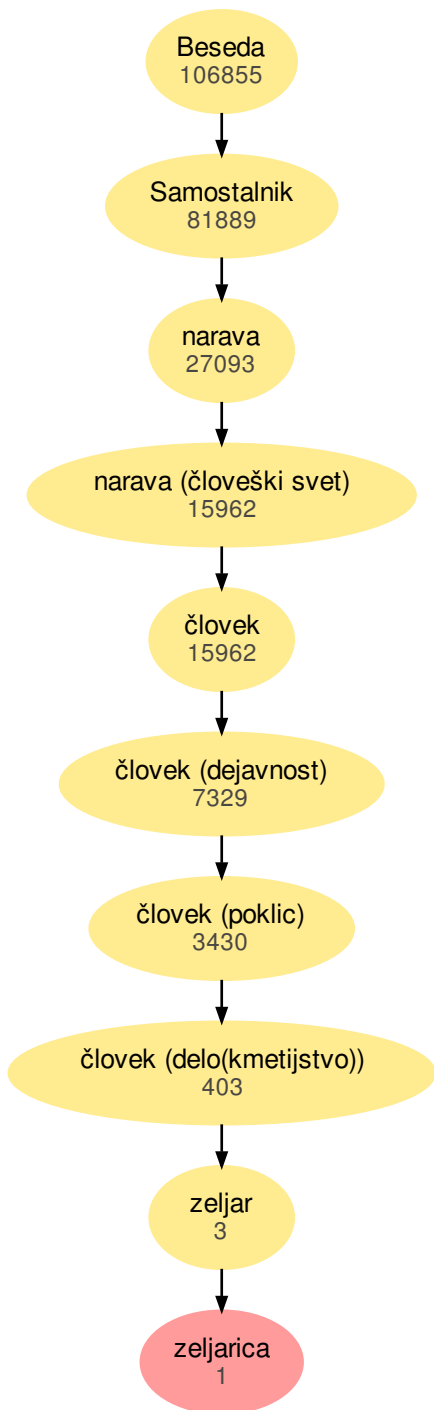 Beseda
106855
Samostalnik
81889
narava
27093
narava (človeški svet)
15962
človek
15962
človek (dejavnost)
7329
človek (poklic)
3430
človek (delo(kmetijstvo))
403
zeljar
3
zeljarica
1